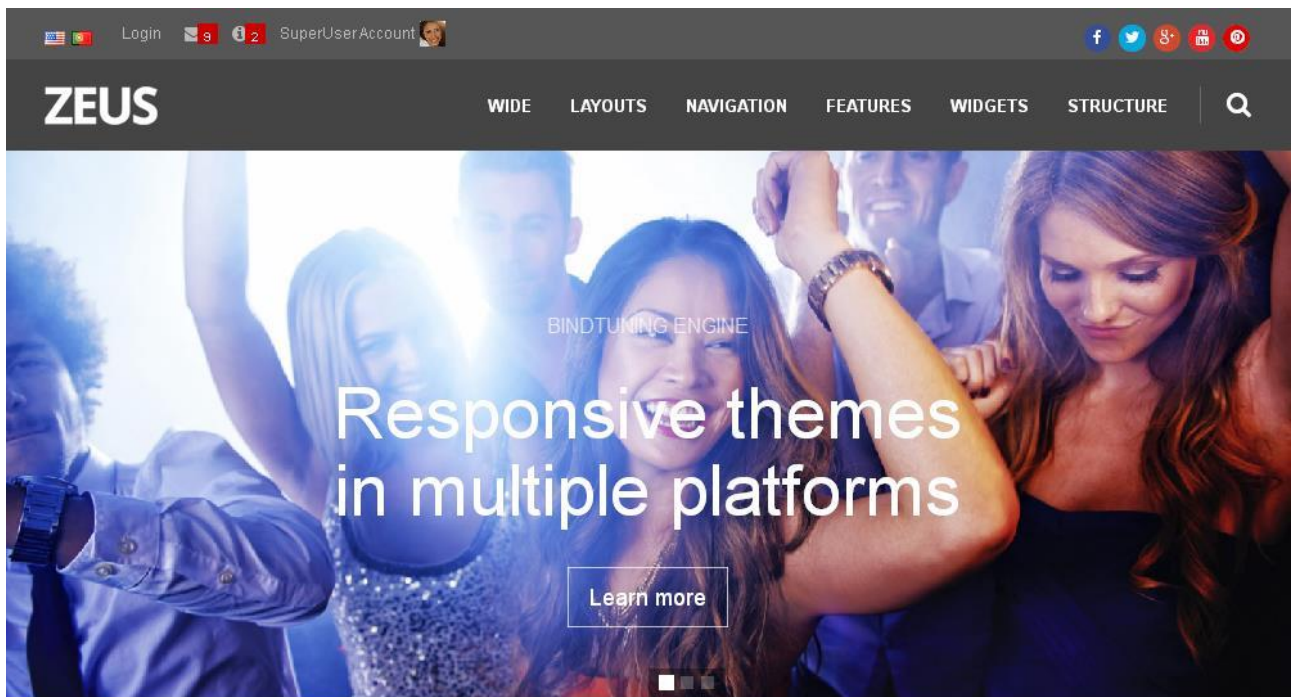 Login 9 2 SuperUserAccount
ZEUS WIDE LAYOUTS NAVIGATION FEATURES WIDGETS STRUCTURE
BINDTUNING ENGINE
Responsive themes
in multiple platforms
Learn more